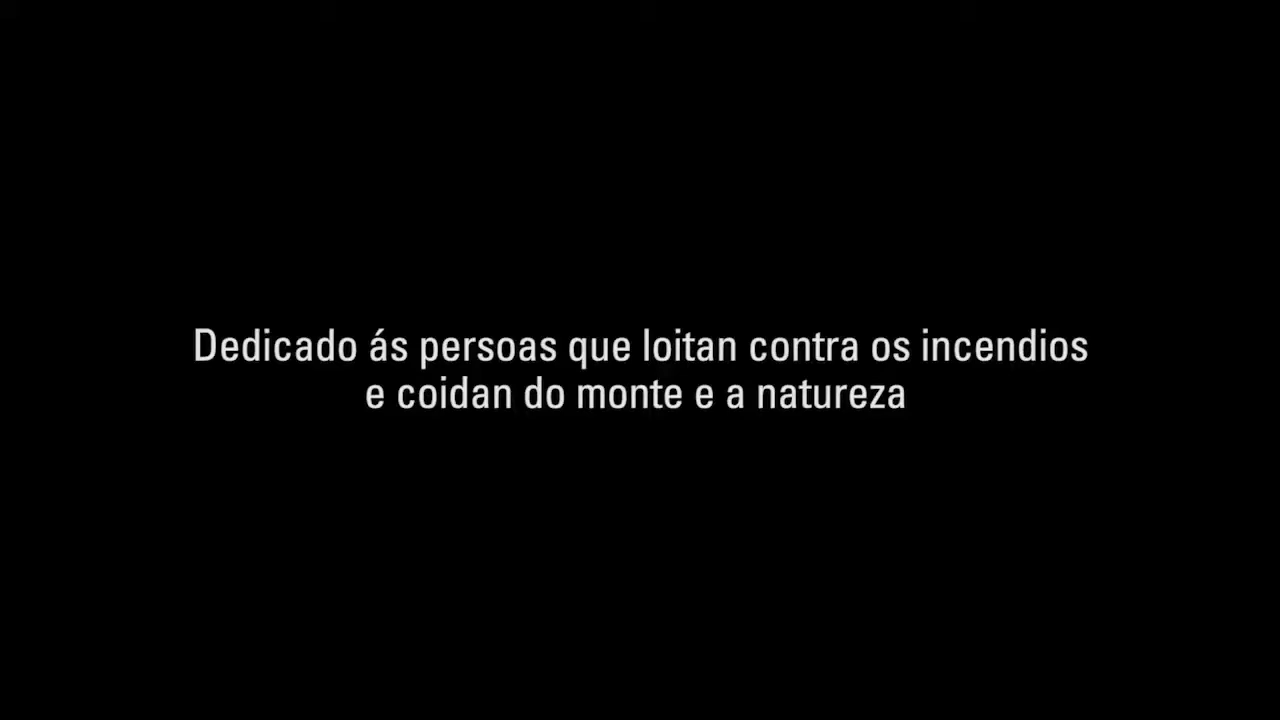 Dedicado ás persoas que loitan contra os incendios
e coidan do monte e a natureza